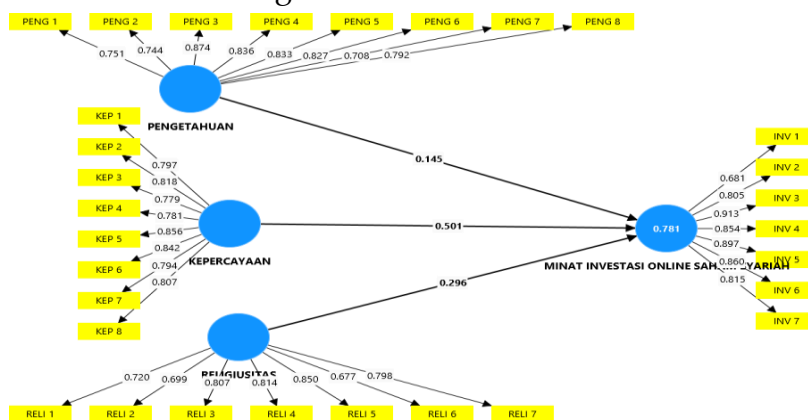 PENG 1 PENG 2 PENG 3 PENG 4 PENG 5 PENG 6 PENG 7 PENG 8
0.751 0.744 0.874 0.836 0.833 0.827 0.708 0.792
PENGETAHUAN
0.145
KEP 1
KEP 2
KEP 3
KEP 4
KEP 5
KEP 6
KEP 7
KEP 8
0.797
0.818
0.779
0.781
0.856
0.842
0.794
0.807
KEPERCAYAAN
0.501
0.296
0.781
MINAT INVESTASI ONLINE SAHAM SYARIAH
INV 1
INV 2
INV 3
INV 4
INV 5
INV 6
INV 7
0.681
0.805
0.913
0.854
0.897
0.860
0.815
RELIGIUSITAS
0.720 0.699 0.807 0.814 0.850 0.677 0.798
RELI 1 RELI 2 RELI 3 RELI 4 RELI 5 RELI 6 RELI 7